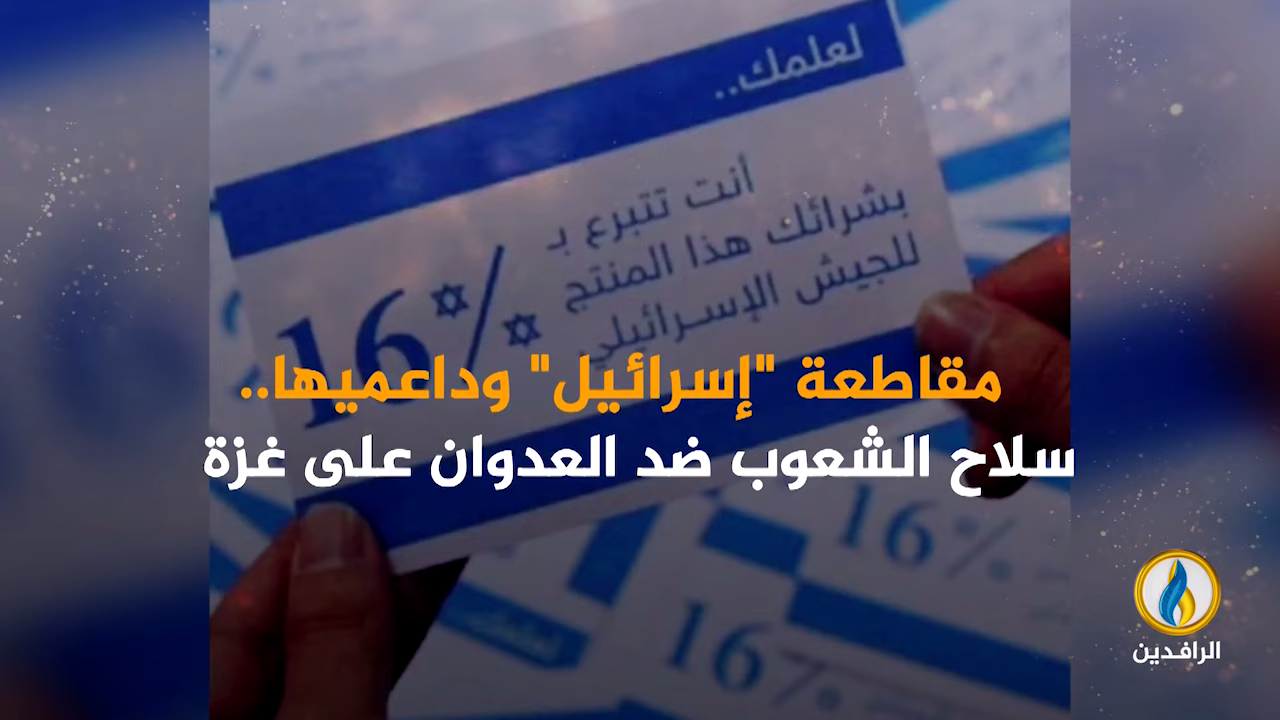 لعلمك..
أنت تتبرع بـ
16%
بشرائك هذا المنتج
للجيش الإسرائيلي
مقاطعة "إسرائيل" وداعميها..
سلاح الشعوب ضد العدوان على غزة
16%
16%
الرافدين